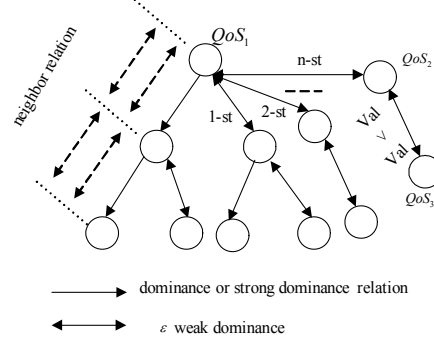 QoS₁
neighbor relation
n-st
QoS₂
1-st
2-st
Val < Val
QoS₃
dominance or strong dominance relation
ε weak dominance